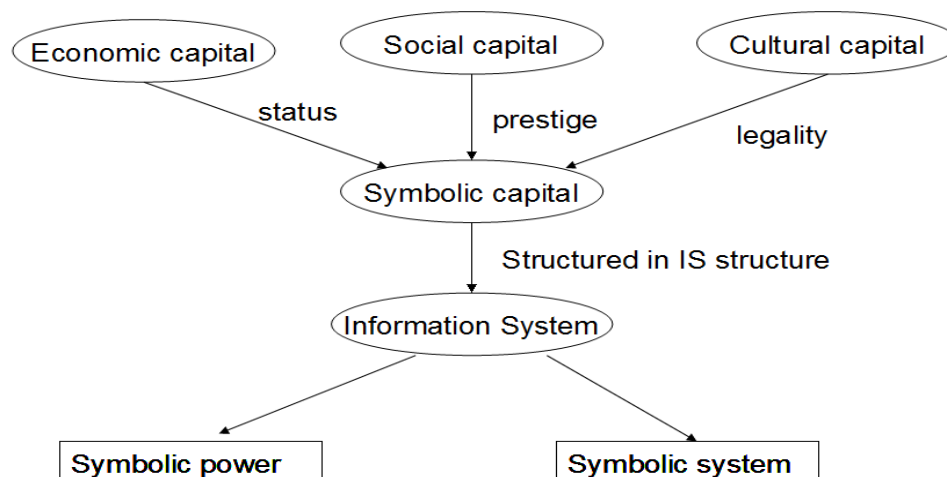 Economic capital
Social capital
Cultural capital
status
prestige
legality
Symbolic capital
Structured in IS structure
Information System
Symbolic power
Symbolic system